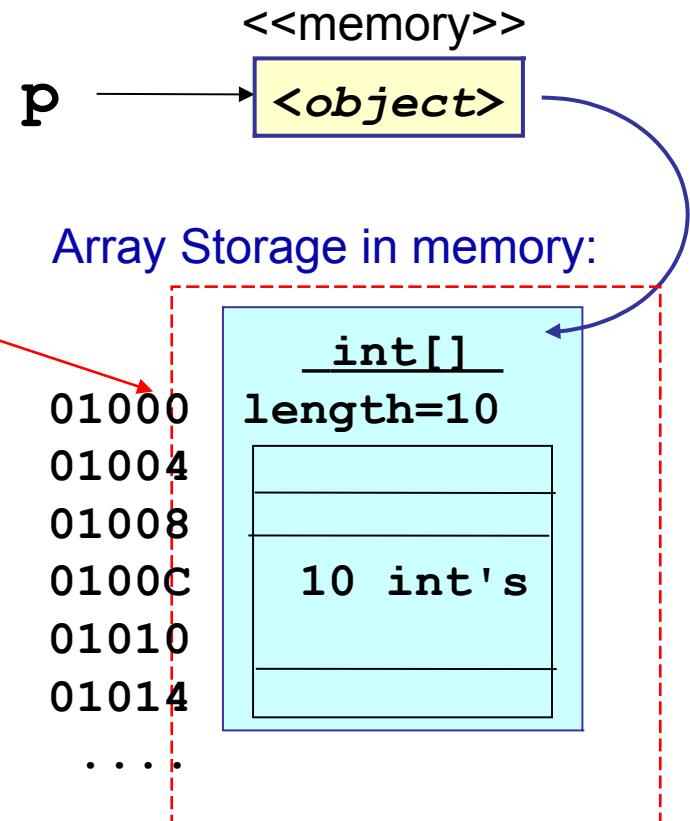 <<memory>>
p <object>
Array Storage in memory:
int[]
01000 length=10
01004
01008
0100C 10 int's
01010
01014
....